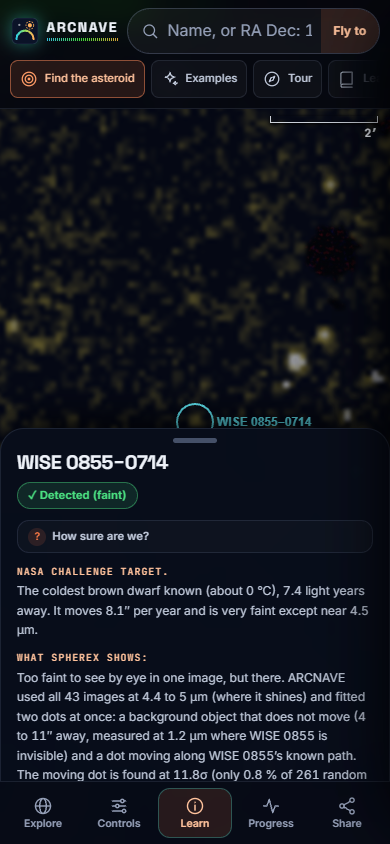 ARCNAVE
Name, or RA Dec: 1
Fly to
Find the asteroid
Examples
Tour
2′
WISE 0855–0714
WISE 0855–0714
✓ Detected (faint)
? How sure are we?
NASA CHALLENGE TARGET.
The coldest brown dwarf known (about 0 °C), 7.4 light years
away. It moves 8.1″ per year and is very faint except near 4.5
µm.
WHAT SPHEREX SHOWS:
Too faint to see by eye in one image, but there. ARCNAVE
used all 43 images at 4.4 to 5 µm (where it shines) and fitted
two dots at once: a background object that does not move (4
to 11″ away, measured at 1.2 µm where WISE 0855 is
invisible) and a dot moving along WISE 0855's known path.
The moving dot is found at 11.8σ (only 0.8 % of 261 random
Explore
Controls
Learn
Progress
Share